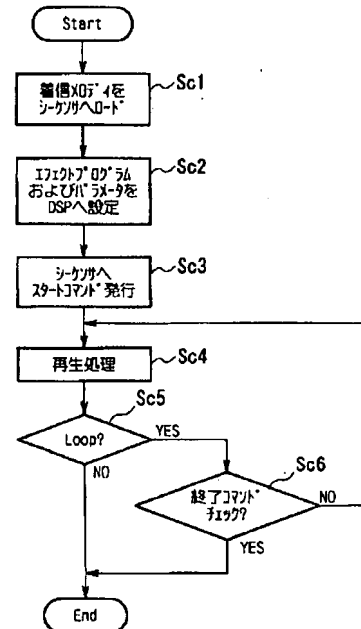 Start
着信ﾒﾛﾃﾞｨを
ｼｰｹﾝｻへﾛｰﾄﾞ
Sc1
ｴﾌｪｸﾄﾌﾟﾛｸﾞﾗﾑ
およびﾊﾟﾗﾒｰﾀを
DSPへ設定
Sc2
ｼｰｹﾝｻへ
ｽﾀｰﾄｺﾏﾝﾄﾞ発行
Sc3
再生処理
Sc4
Sc5
Loop?
YES
NO
Sc6
終了ｺﾏﾝﾄﾞ
ﾁｪｯｸ?
NO
YES
End